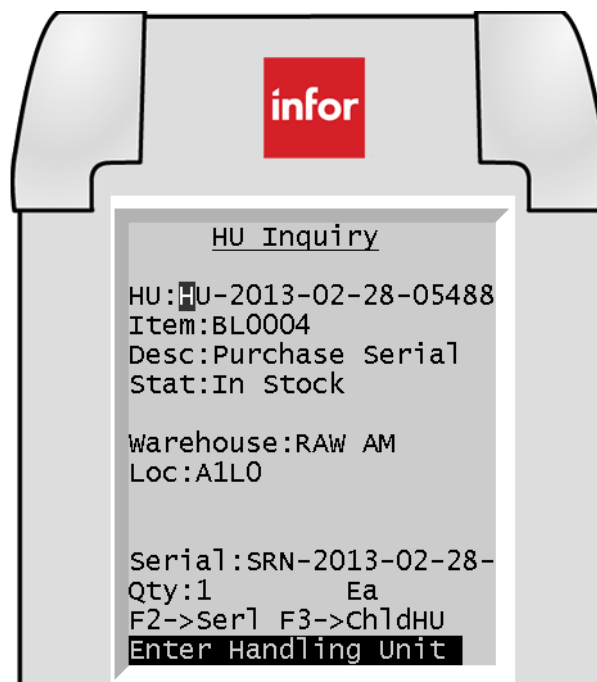 infor
HU Inquiry
HU:HU-2013-02-28-05488
Item:BL0004
Desc:Purchase Serial
Stat:In Stock
Warehouse:RAW AM
Loc:A1L0
Serial:SRN-2013-02-28-
Qty:1 Ea
F2->Serl F3->ChldHU
Enter Handling Unit